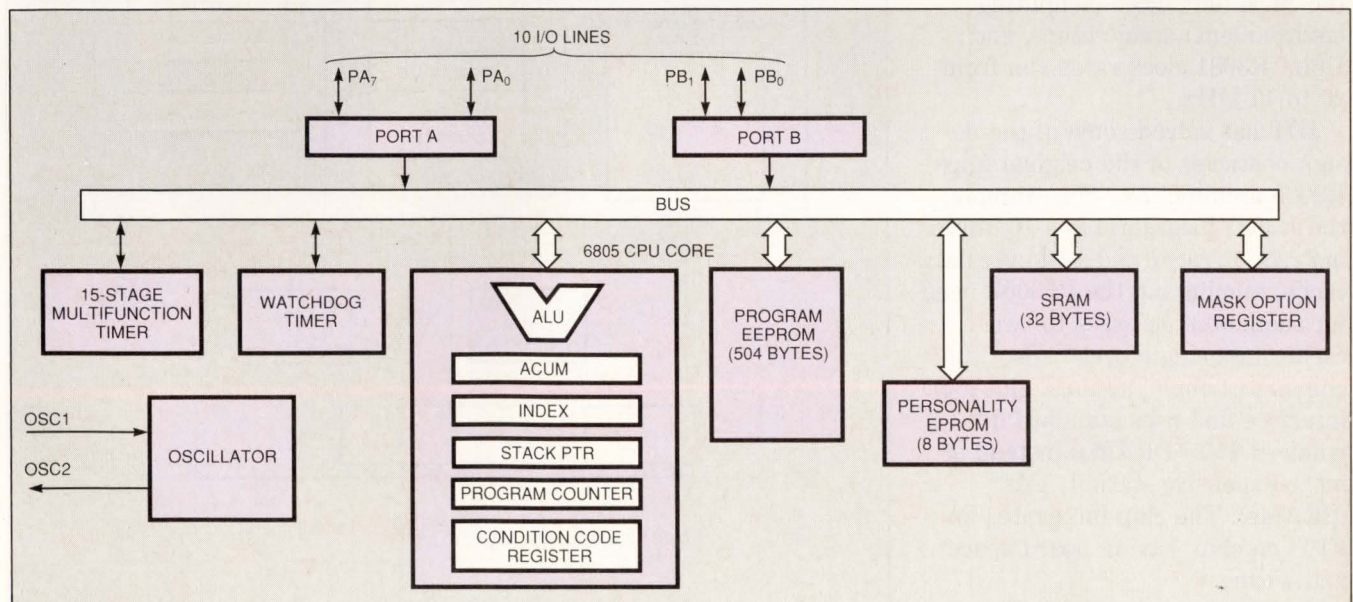 10 I/O LINES
PA7
PA0
PB1
PB0
PORT A
PORT B
BUS
6805 CPU CORE
15-STAGE
MULTIFUNCTION
TIMER
WATCHDOG
TIMER
ALU
ACUM
INDEX
STACK PTR
PROGRAM COUNTER
CONDITION CODE
REGISTER
PROGRAM
EEPROM
(504 BYTES)
PERSONALITY
EPROM
(8 BYTES)
SRAM
(32 BYTES)
MASK OPTION
REGISTER
OSC1
OSC2
OSCILLATOR